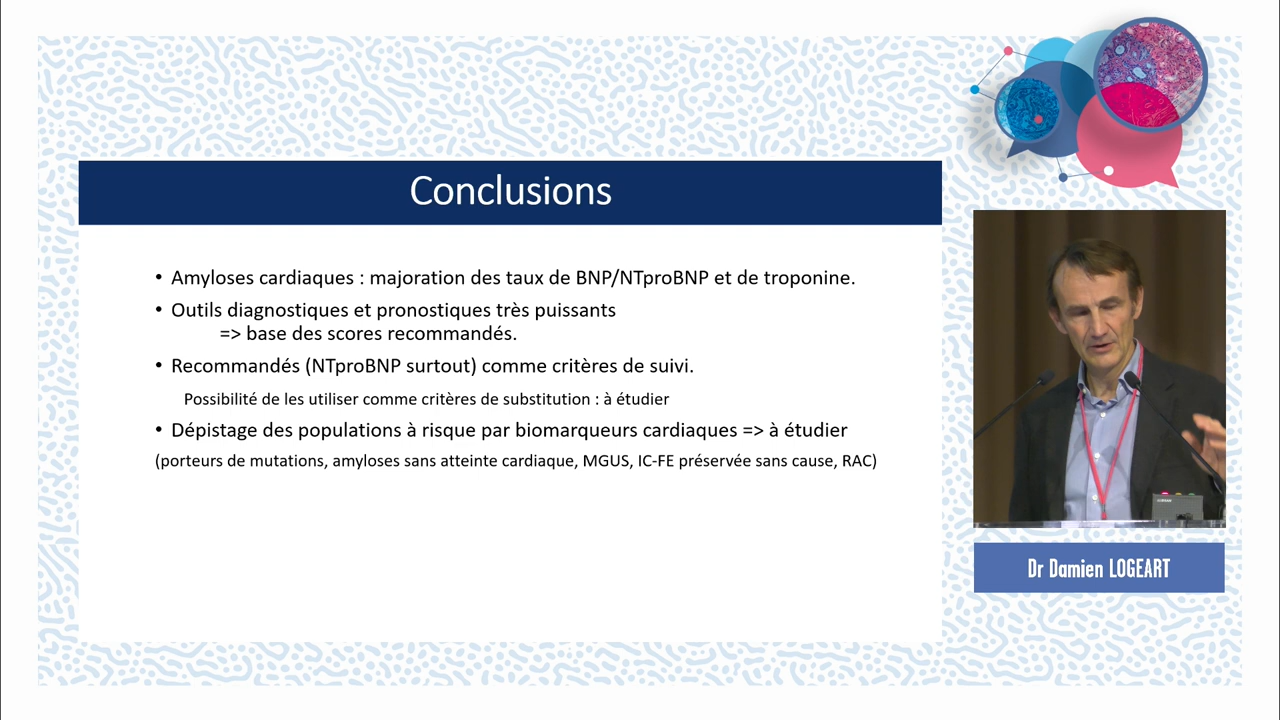 Conclusions
• Amyloses cardiaques : majoration des taux de BNP/NTproBNP et de troponine.
• Outils diagnostiques et pronostiques très puissants
=> base des scores recommandés.
• Recommandés (NTproBNP surtout) comme critères de suivi.
Possibilité de les utiliser comme critères de substitution : à étudier
• Dépistage des populations à risque par biomarqueurs cardiaques => à étudier
(porteurs de mutations, amyloses sans atteinte cardiaque, MGUS, IC-FE préservée sans cause, RAC)
Dr Damien LOGEART